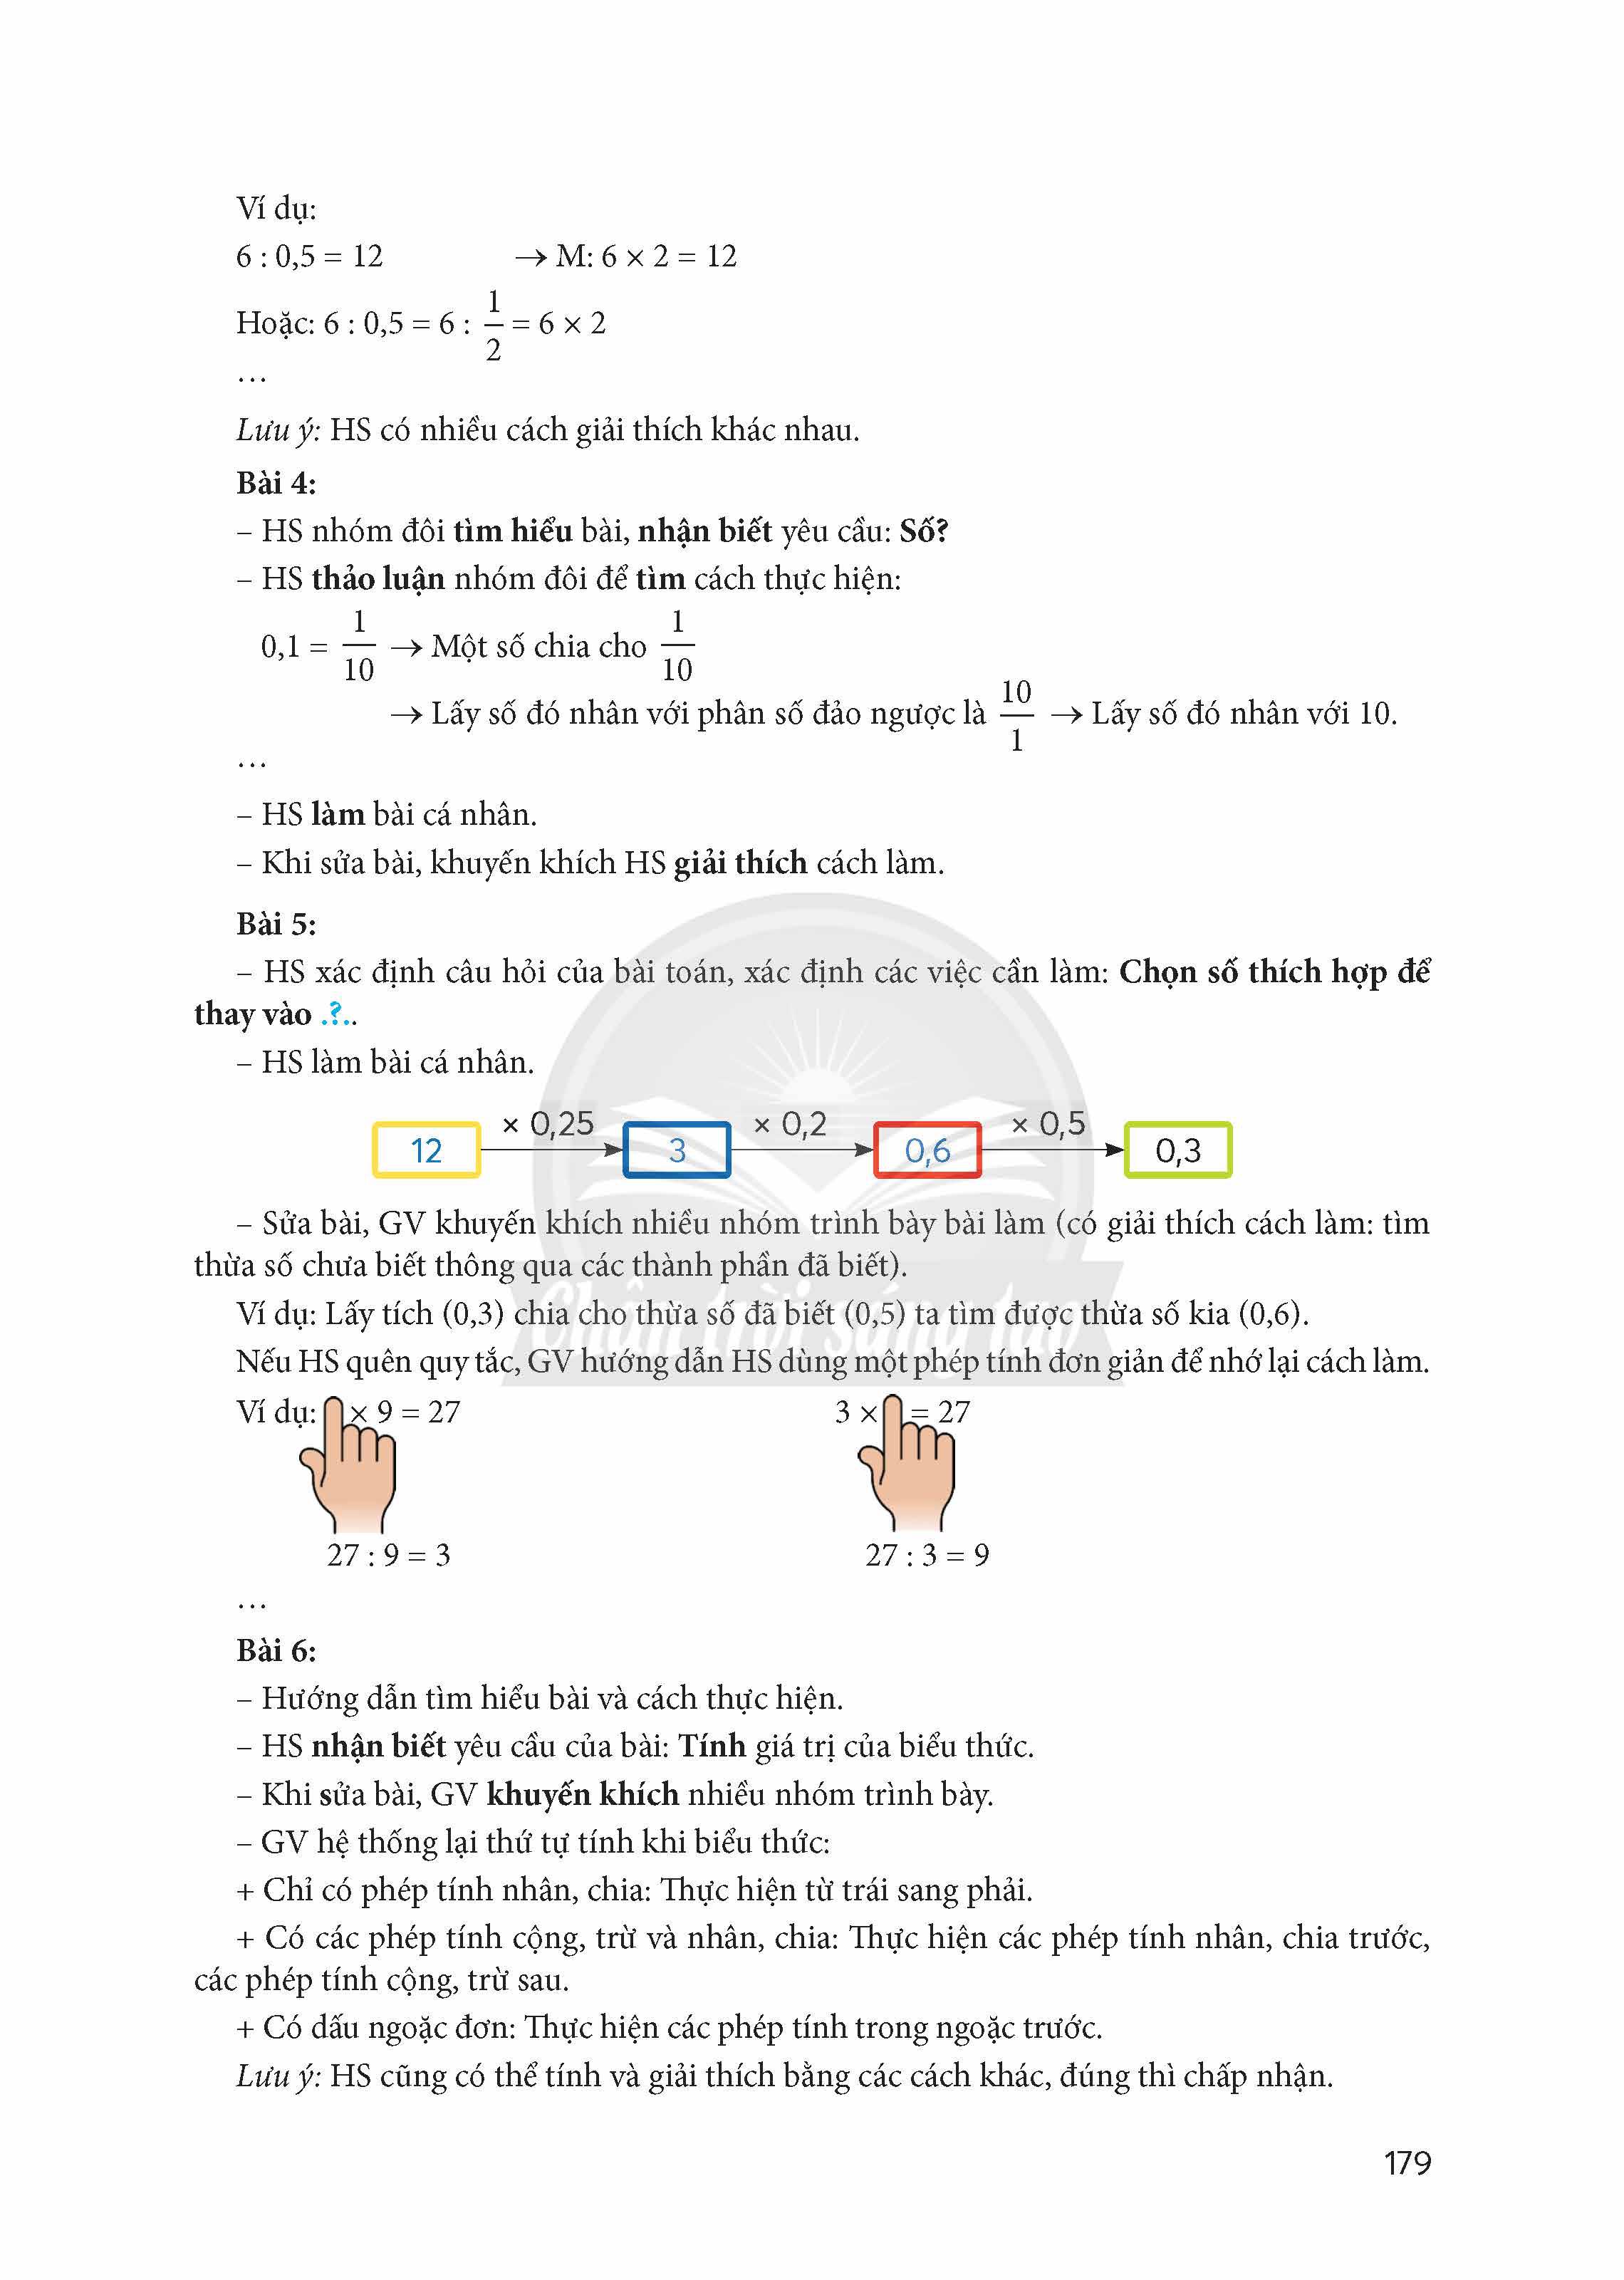 Ví dụ:
6 : 0,5 = 12 → M: 6 × 2 = 12
Hoặc: 6 : 0,5 = 6 : 1/2 = 6 × 2
…
Lưu ý: HS có nhiều cách giải thích khác nhau.
Bài 4:
– HS nhóm đôi tìm hiểu bài, nhận biết yêu cầu: Số?
– HS thảo luận nhóm đôi để tìm cách thực hiện:
0,1 = 1/10 → Một số chia cho 1/10
→ Lấy số đó nhân với phân số đảo ngược là 10/1 → Lấy số đó nhân với 10.
…
– HS làm bài cá nhân.
– Khi sửa bài, khuyến khích HS giải thích cách làm.
Bài 5:
– HS xác định câu hỏi của bài toán, xác định các việc cần làm: Chọn số thích hợp để
thay vào .?..
– HS làm bài cá nhân.
× 0,25 × 0,2 × 0,5
12 3 0,6 0,3
– Sửa bài, GV khuyến khích nhiều nhóm trình bày bài làm (có giải thích cách làm: tìm
thừa số chưa biết thông qua các thành phần đã biết).
Ví dụ: Lấy tích (0,3) chia cho thừa số đã biết (0,5) ta tìm được thừa số kia (0,6).
Chân trời sáng tạo
Nếu HS quên quy tắc, GV hướng dẫn HS dùng một phép tính đơn giản để nhớ lại cách làm.
Ví dụ: × 9 = 27 3 × = 27
27 : 9 = 3 27 : 3 = 9
…
Bài 6:
– Hướng dẫn tìm hiểu bài và cách thực hiện.
– HS nhận biết yêu cầu của bài: Tính giá trị của biểu thức.
– Khi sửa bài, GV khuyến khích nhiều nhóm trình bày.
– GV hệ thống lại thứ tự tính khi biểu thức:
+ Chỉ có phép tính nhân, chia: Thực hiện từ trái sang phải.
+ Có các phép tính cộng, trừ và nhân, chia: Thực hiện các phép tính nhân, chia trước,
các phép tính cộng, trừ sau.
+ Có dấu ngoặc đơn: Thực hiện các phép tính trong ngoặc trước.
Lưu ý: HS cũng có thể tính và giải thích bằng các cách khác, đúng thì chấp nhận.
179